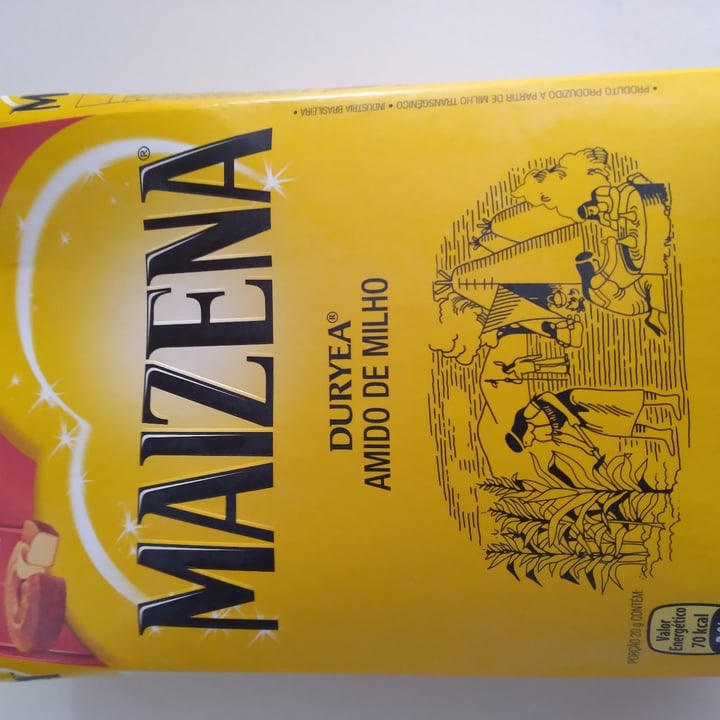 MAIZENA®
DURYEA®
AMIDO DE MILHO
• PRODUTO PRODUZIDO A PARTIR DE MILHO TRANSGÊNICO • INDÚSTRIA BRASILEIRA •
PORÇÃO 20 g CONTÉM:
Valor
Energético
70 kcal